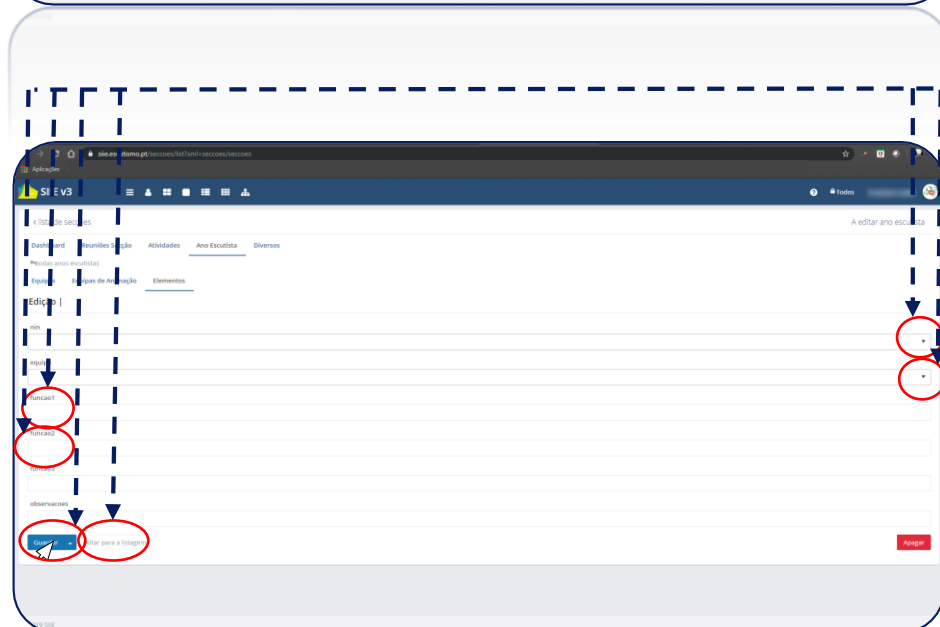 siie.escutismo.pt/seccoes/list?xml=seccoes/seccoes
Aplicações
SIIE v3
Todos
< lista de secções
A editar ano escutista
Dashboard Reuniões Secção Atividades Ano Escutista Diversos
todas anos escutistas
Equipas Equipas de Animação Elementos
Edição |
nin
equipa
funcao1
funcao2
funcao3
observacoes
Guardar
para a listagem
Apagar